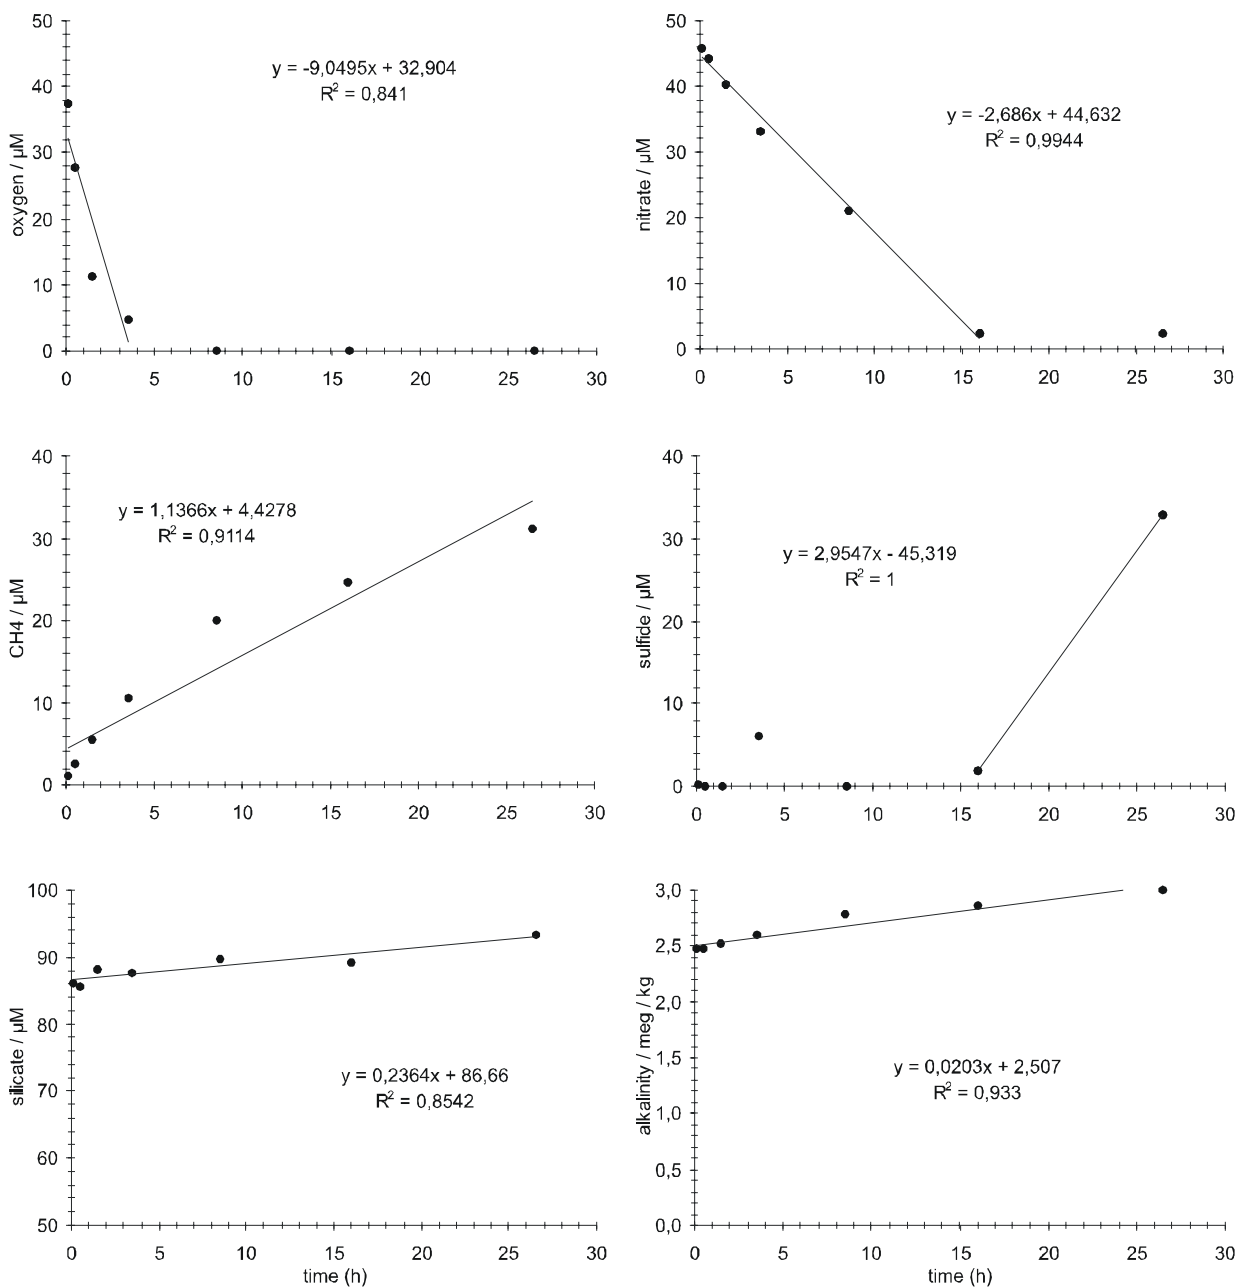 50
40
30
20
10
0
oxygen / µM
y = -9,0495x + 32,904
R² = 0,841
0 5 10 15 20 25 30
50
40
30
20
10
0
nitrate / µM
y = -2,686x + 44,632
R² = 0,9944
0 5 10 15 20 25 30
40
30
20
10
0
CH4 / µM
y = 1,1366x + 4,4278
R² = 0,9114
0 5 10 15 20 25 30
40
30
20
10
0
sulfide / µM
y = 2,9547x - 45,319
R² = 1
0 5 10 15 20 25 30
100
90
80
70
60
50
silicate / µM
y = 0,2364x + 86,66
R² = 0,8542
0 5 10 15 20 25 30
time (h)
3,0
2,5
2,0
1,5
1,0
0,5
0,0
alkalinity / meg / kg
y = 0,0203x + 2,507
R² = 0,933
0 5 10 15 20 25 30
time (h)